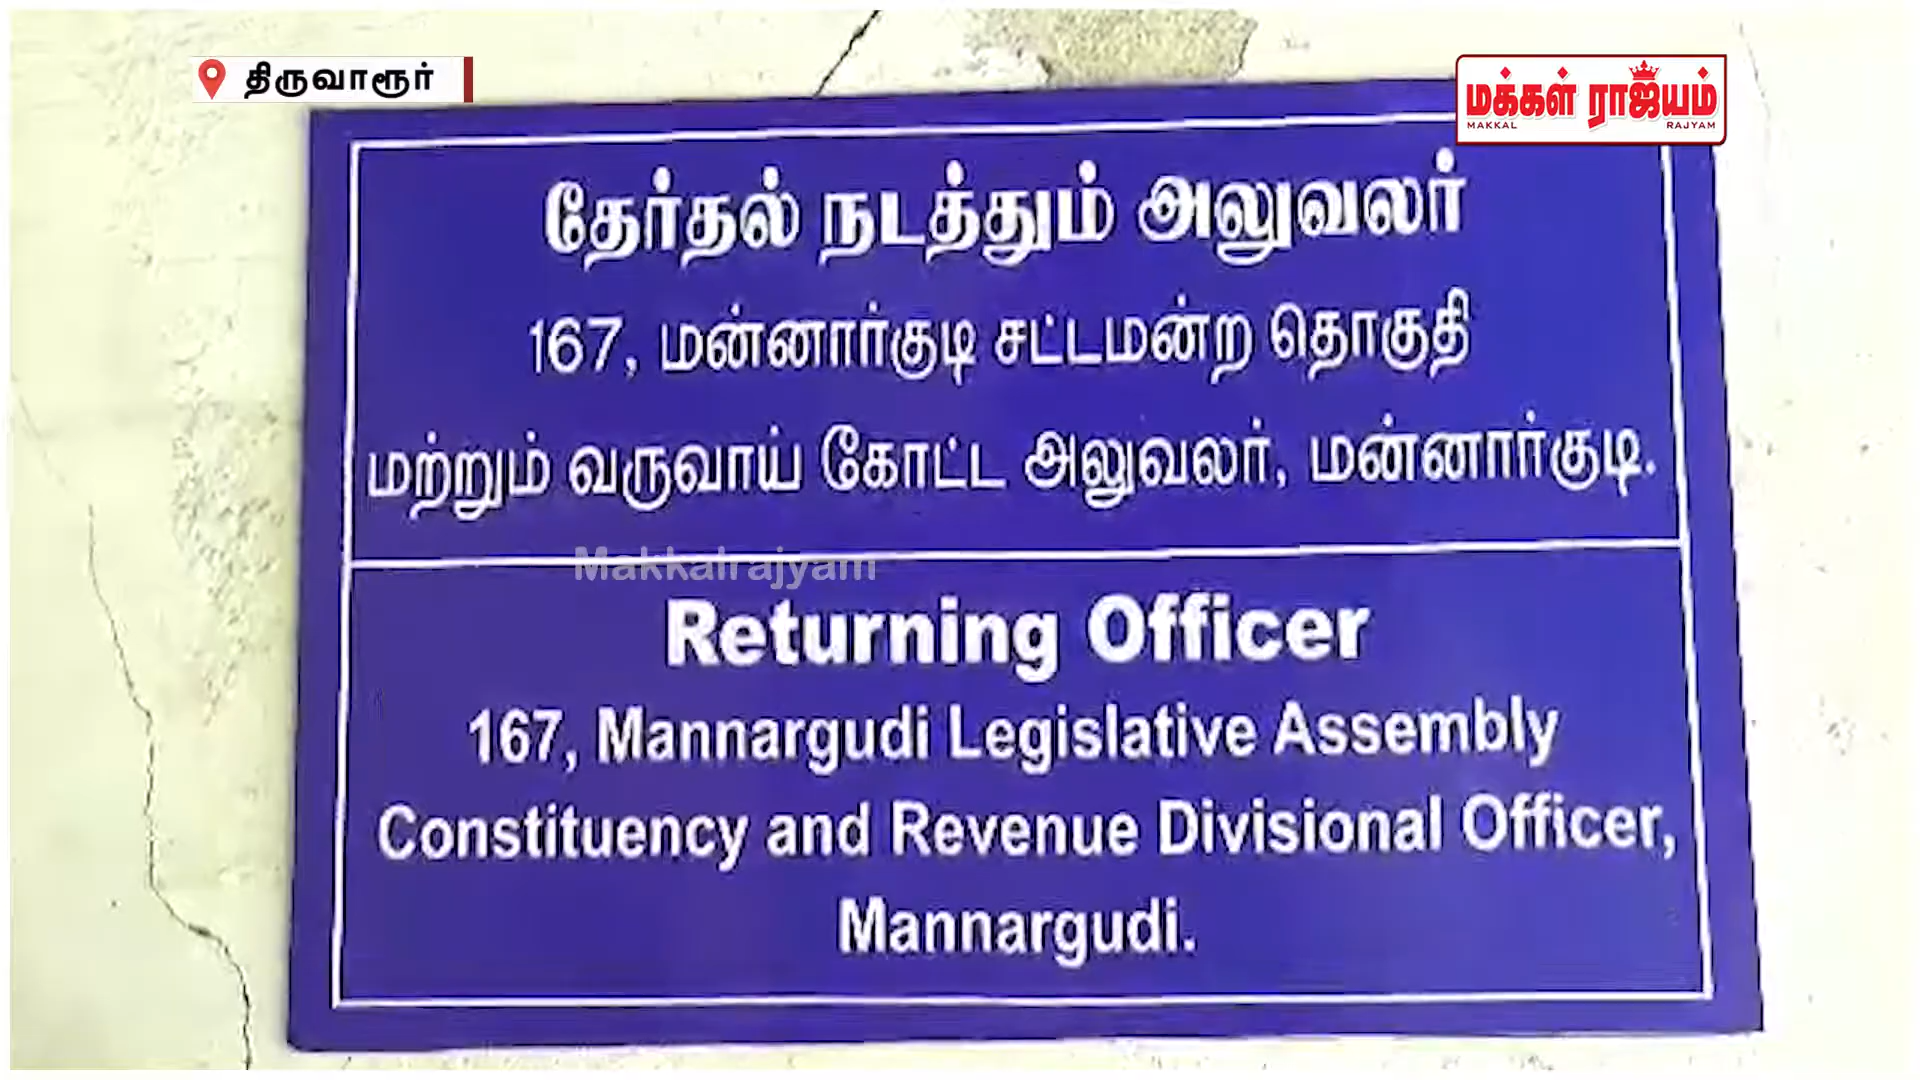 திருவாரூர்
மக்கள் ராஜ்யம்
MAKKAL RAJYAM
தேர்தல் நடத்தும் அலுவலர்
167, மன்னார்குடி சட்டமன்ற தொகுதி
மற்றும் வருவாய் கோட்ட அலுவலர், மன்னார்குடி.
Makkalrajyam
Returning Officer
167, Mannargudi Legislative Assembly
Constituency and Revenue Divisional Officer,
Mannargudi.